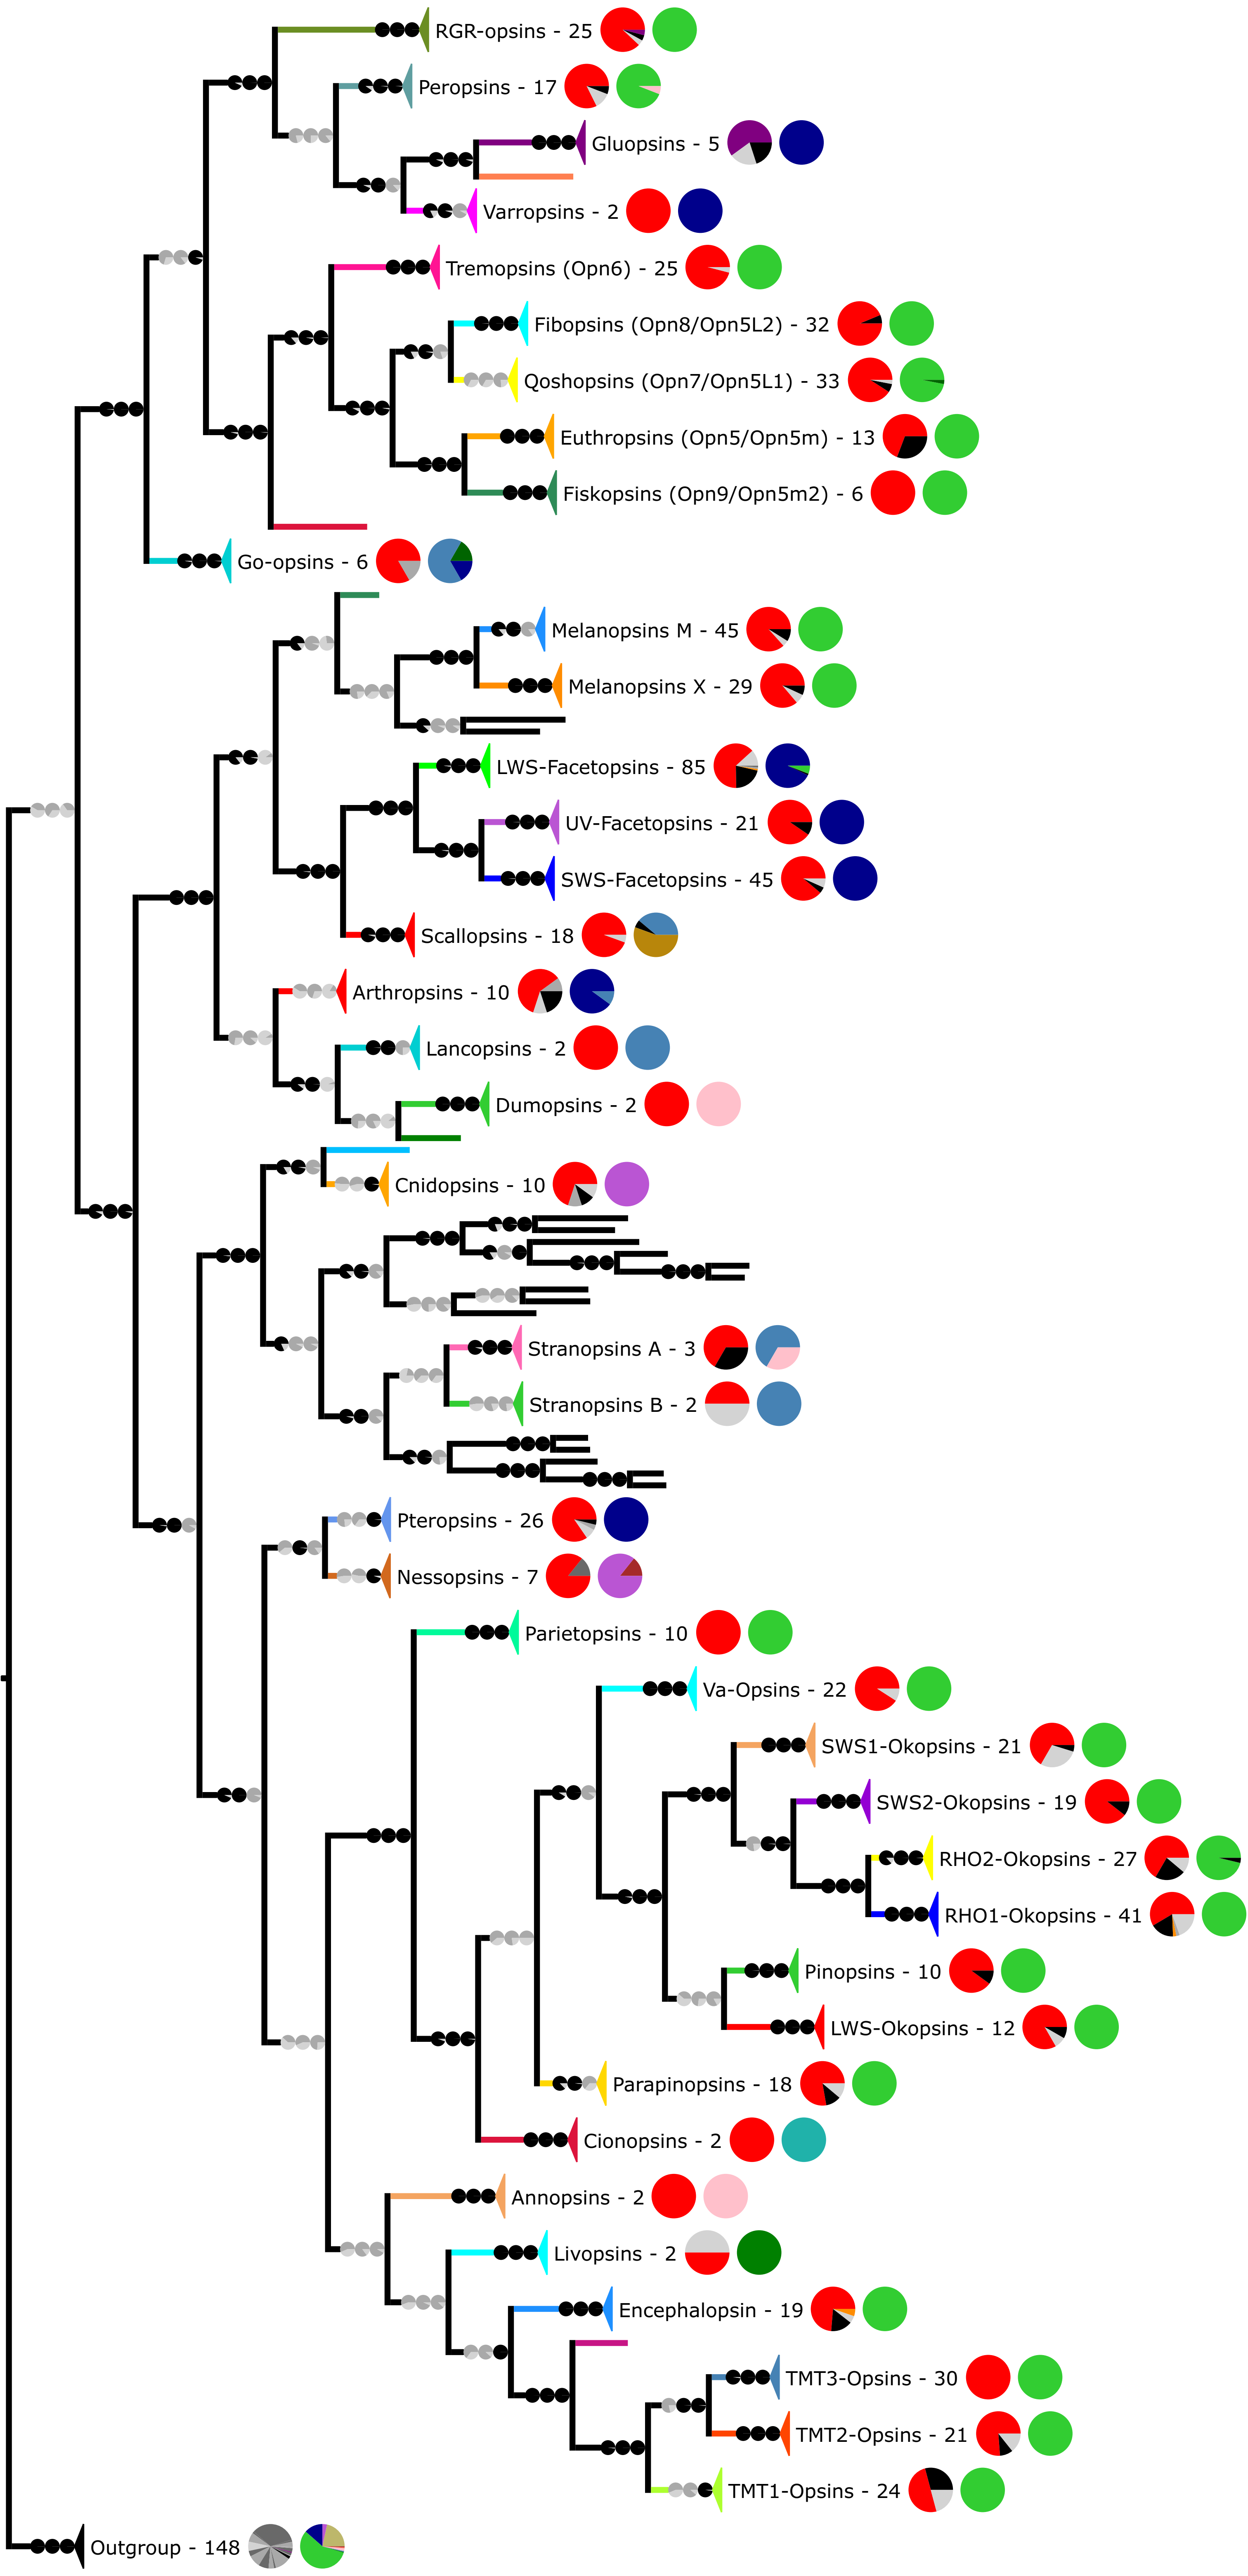 RGR-opsins - 25
Peropsins - 17
Gluopsins - 5
Varropsins - 2
Tremopsins (Opn6) - 25
Fibopsins (Opn8/Opn5L2) - 32
Qoshopsins (Opn7/Opn5L1) - 33
Euthropsins (Opn5/Opn5m) - 13
Fiskopsins (Opn9/Opn5m2) - 6
Go-opsins - 6
Melanopsins M - 45
Melanopsins X - 29
LWS-Facetopsins - 85
UV-Facetopsins - 21
SWS-Facetopsins - 45
Scallopsins - 18
Arthropsins - 10
Lancopsins - 2
Dumopsins - 2
Cnidopsins - 10
Stranopsins A - 3
Stranopsins B - 2
Pteropsins - 26
Nessopsins - 7
Parietopsins - 10
Va-Opsins - 22
SWS1-Okopsins - 21
SWS2-Okopsins - 19
RHO2-Okopsins - 27
RHO1-Okopsins - 41
Pinopsins - 10
LWS-Okopsins - 12
Parapinopsins - 18
Cionopsins - 2
Annopsins - 2
Livopsins - 2
Encephalopsin - 19
TMT3-Opsins - 30
TMT2-Opsins - 21
TMT1-Opsins - 24
Outgroup - 148